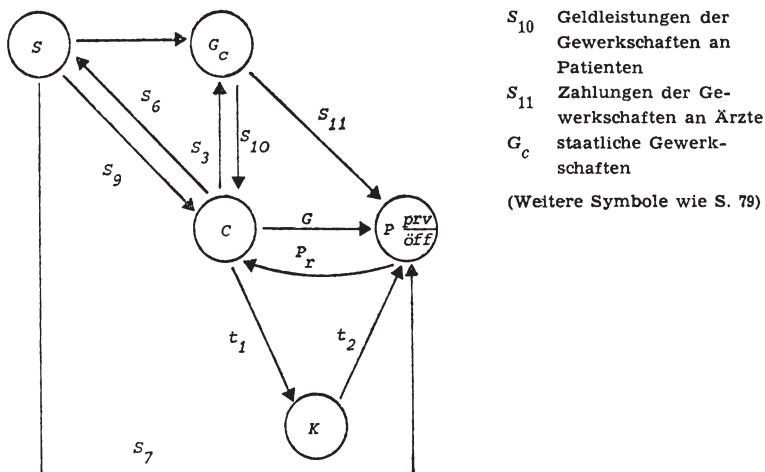 S
G_c
S_6
S_9
S_3
S_10
S_11
C
G
P_r
P prv
öff
t_1
t_2
K
S_7
S_10 Geldleistungen der
Gewerkschaften an
Patienten
S_11 Zahlungen der Ge-
werkschaften an Ärzte
G_c staatliche Gewerk-
schaften
(Weitere Symbole wie S. 79)